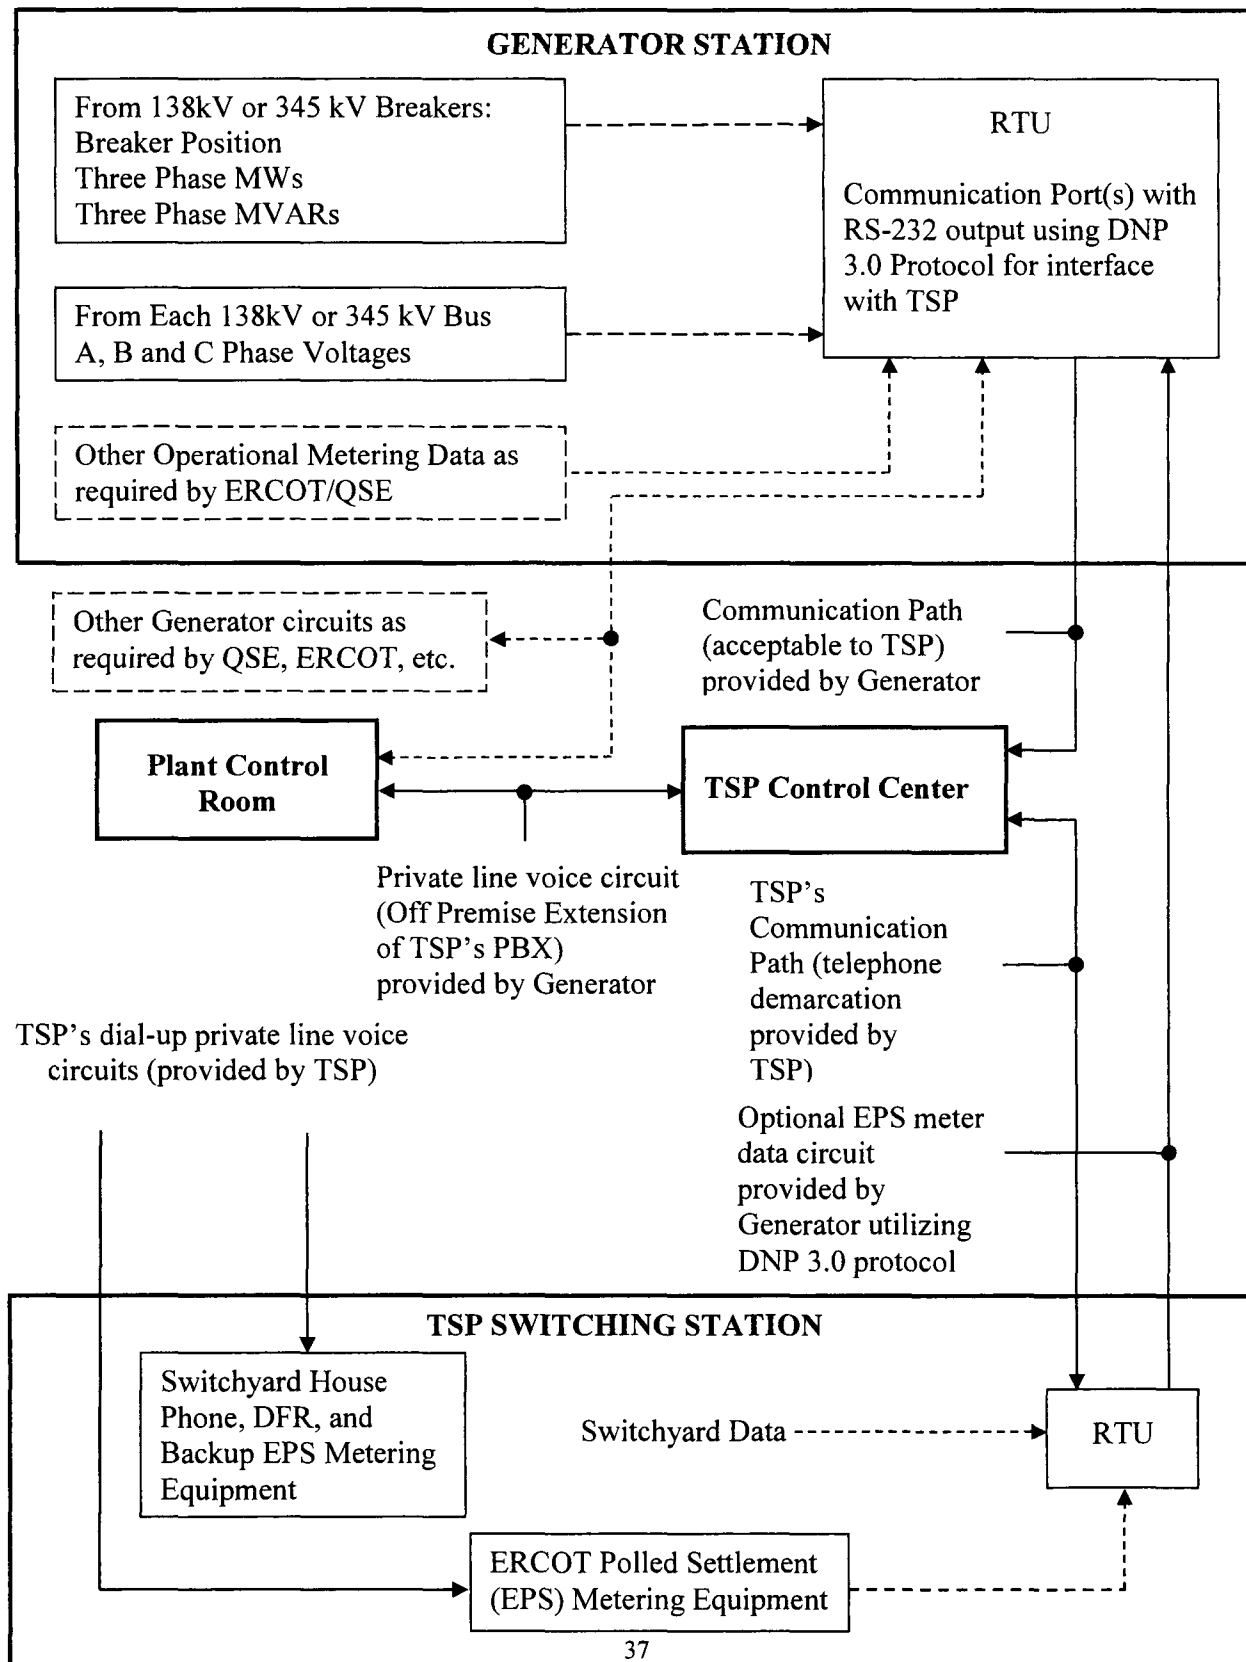 GENERATOR STATION
From 138kV or 345 kV Breakers:
Breaker Position
Three Phase MWs
Three Phase MVARs
RTU
Communication Port(s) with
RS-232 output using DNP
3.0 Protocol for interface
with TSP
From Each 138kV or 345 kV Bus
A, B and C Phase Voltages
Other Operational Metering Data as
required by ERCOT/QSE
Other Generator circuits as
required by QSE, ERCOT, etc.
Communication Path
(acceptable to TSP)
provided by Generator
Plant Control
Room
TSP Control Center
Private line voice circuit
(Off Premise Extension
of TSP's PBX)
provided by Generator
TSP's
Communication
Path (telephone
demarcation
provided by
TSP)
TSP's dial-up private line voice
circuits (provided by TSP)
Optional EPS meter
data circuit
provided by
Generator utilizing
DNP 3.0 protocol
TSP SWITCHING STATION
Switchyard House
Phone, DFR, and
Backup EPS Metering
Equipment
Switchyard Data
RTU
ERCOT Polled Settlement
(EPS) Metering Equipment
37